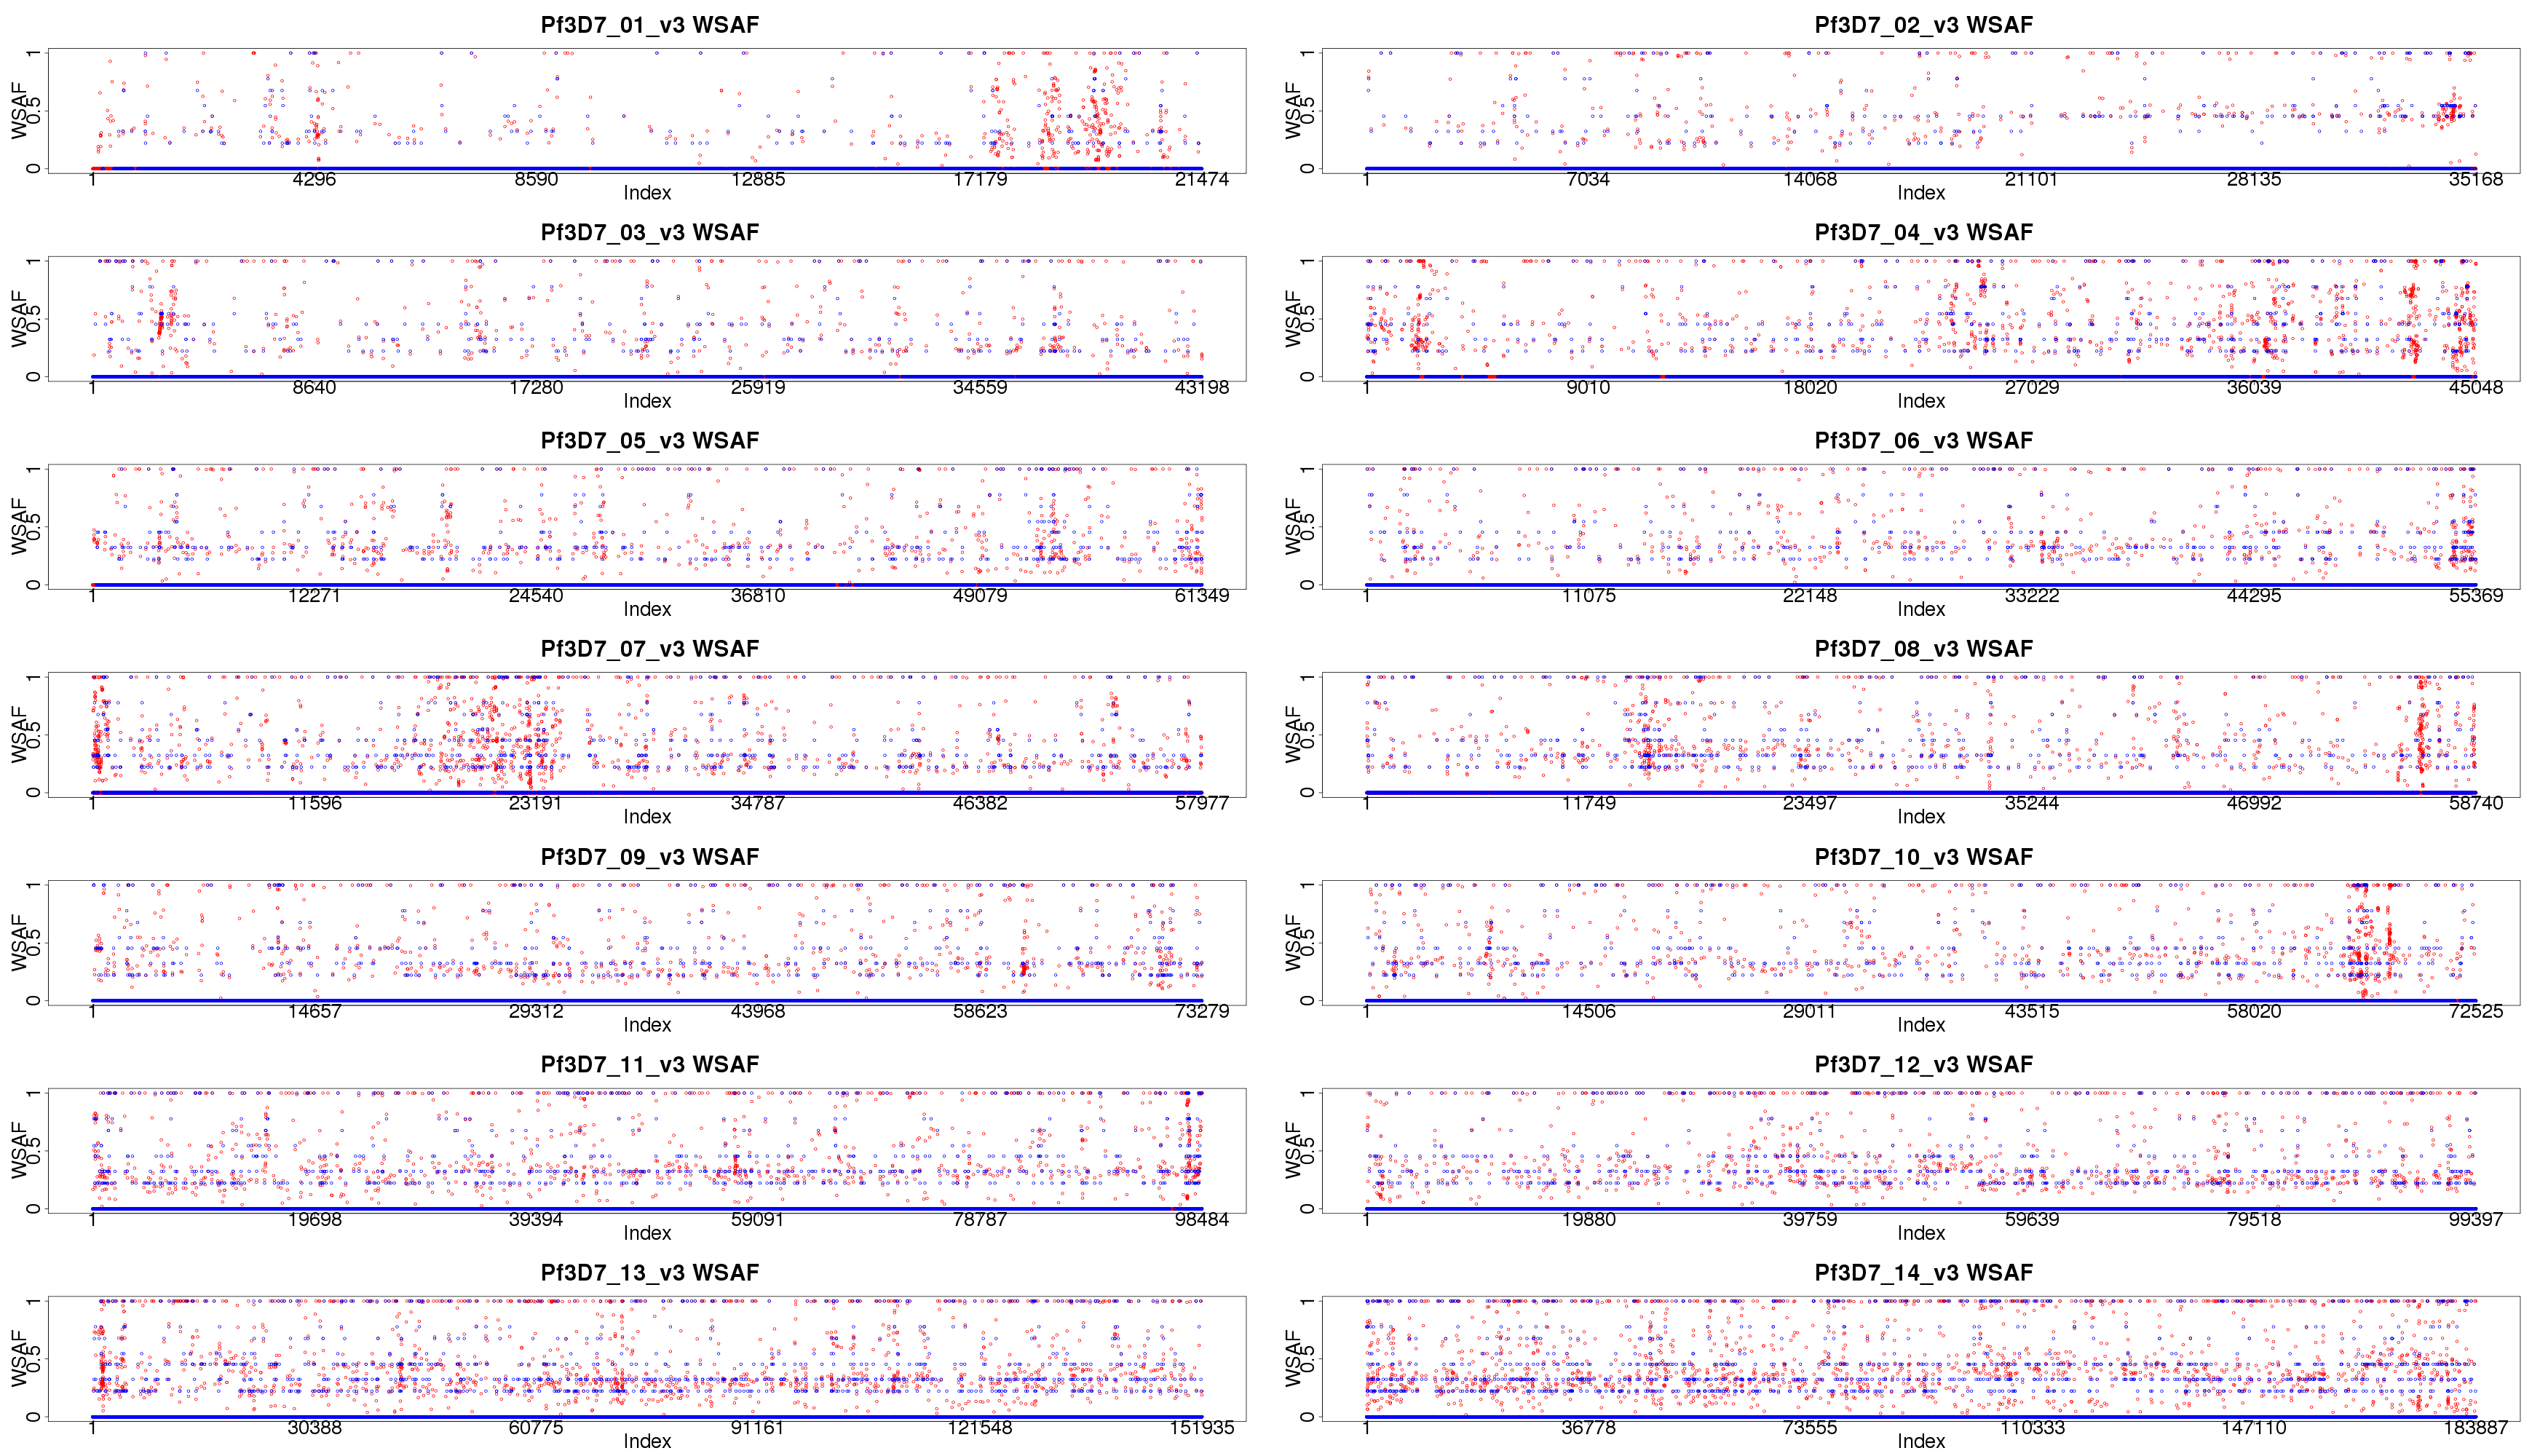 Pf3D7_01_v3 WSAF
WSAF
1
0.5
0
1 4296 8590 12885 17179 21474
Index
Pf3D7_02_v3 WSAF
WSAF
1
0.5
0
1 7034 14068 21101 28135 35168
Index
Pf3D7_03_v3 WSAF
WSAF
1
0.5
0
1 8640 17280 25919 34559 43198
Index
Pf3D7_04_v3 WSAF
WSAF
1
0.5
0
1 9010 18020 27029 36039 45048
Index
Pf3D7_05_v3 WSAF
WSAF
1
0.5
0
1 12271 24540 36810 49079 61349
Index
Pf3D7_06_v3 WSAF
WSAF
1
0.5
0
1 11075 22148 33222 44295 55369
Index
Pf3D7_07_v3 WSAF
WSAF
1
0.5
0
1 11596 23191 34787 46382 57977
Index
Pf3D7_08_v3 WSAF
WSAF
1
0.5
0
1 11749 23497 35244 46992 58740
Index
Pf3D7_09_v3 WSAF
WSAF
1
0.5
0
1 14657 29312 43968 58623 73279
Index
Pf3D7_10_v3 WSAF
WSAF
1
0.5
0
1 14506 29011 43515 58020 72525
Index
Pf3D7_11_v3 WSAF
WSAF
1
0.5
0
1 19698 39394 59091 78787 98484
Index
Pf3D7_12_v3 WSAF
WSAF
1
0.5
0
1 19880 39759 59639 79518 99397
Index
Pf3D7_13_v3 WSAF
WSAF
1
0.5
0
1 30388 60775 91161 121548 151935
Index
Pf3D7_14_v3 WSAF
WSAF
1
0.5
0
1 36778 73555 110333 147110 183887
Index